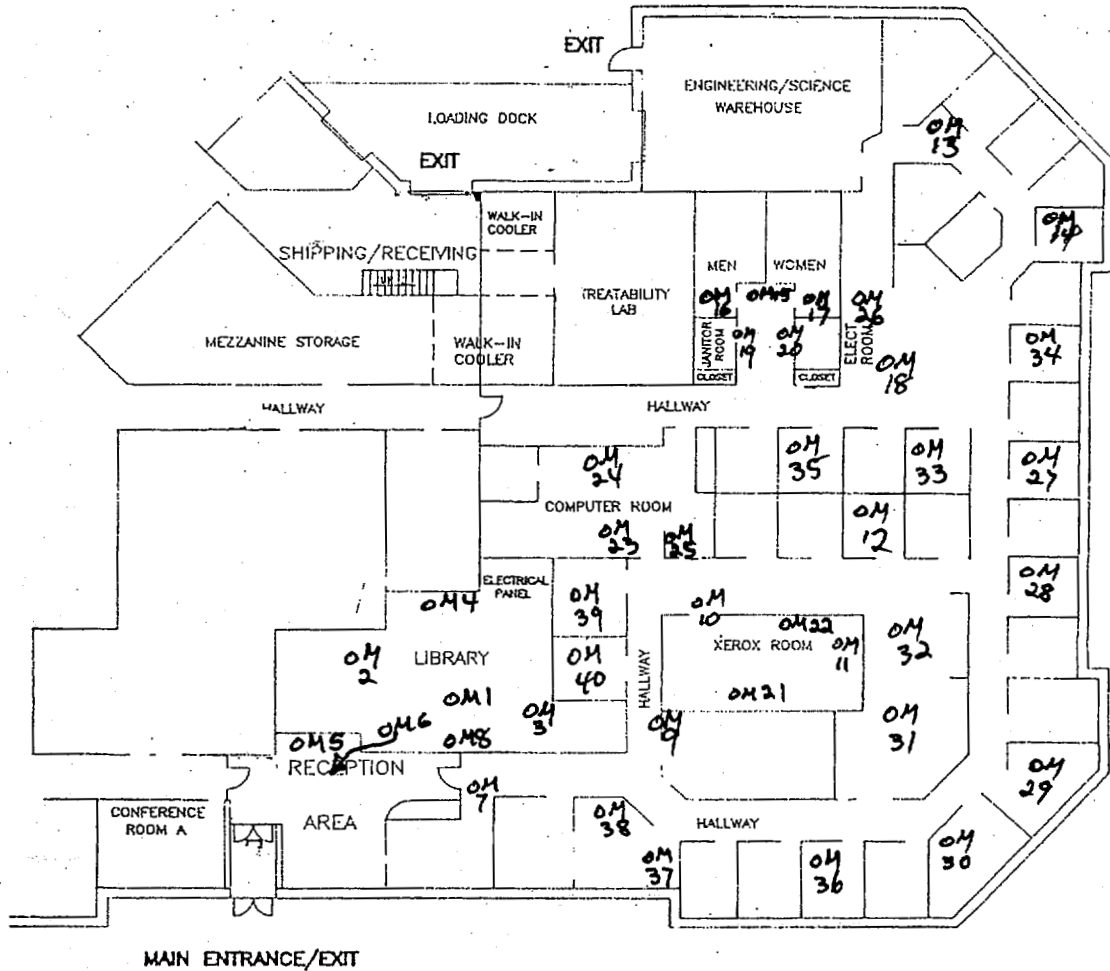 EXIT
ENGINEERING/SCIENCE
WAREHOUSE
LOADING DOCK
OM
13
EXIT
WALK-IN
COOLER
OM
14
SHIPPING/RECEIVING
MEN
WOMEN
UP
TREATABILITY
LAB
OM
16
OM15
OM
17
OM
26
MEZZANINE STORAGE
WALK-IN
COOLER
JANITOR
ROOM
OM
19
OM
20
ELECT
ROOM
OM
34
CLOSET
CLOSET
OM
18
HALLWAY
HALLWAY
OM
24
OM
35
OM
33
OM
27
COMPUTER ROOM
OM
23
OM
25
OM
12
ELECTRICAL
PANEL
OM
28
OM4
OM
39
OM
10
OM22
OM
32
LIBRARY
OM
2
OM
40
XEROX ROOM
OM
11
HALLWAY
OM1
OM21
OM
3
OM
9
OM
31
OM6
OM5
OM8
RECEPTION
AREA
OM
7
OM
29
CONFERENCE
ROOM A
OM
38
HALLWAY
OM
37
OM
36
OM
30
MAIN ENTRANCE/EXIT